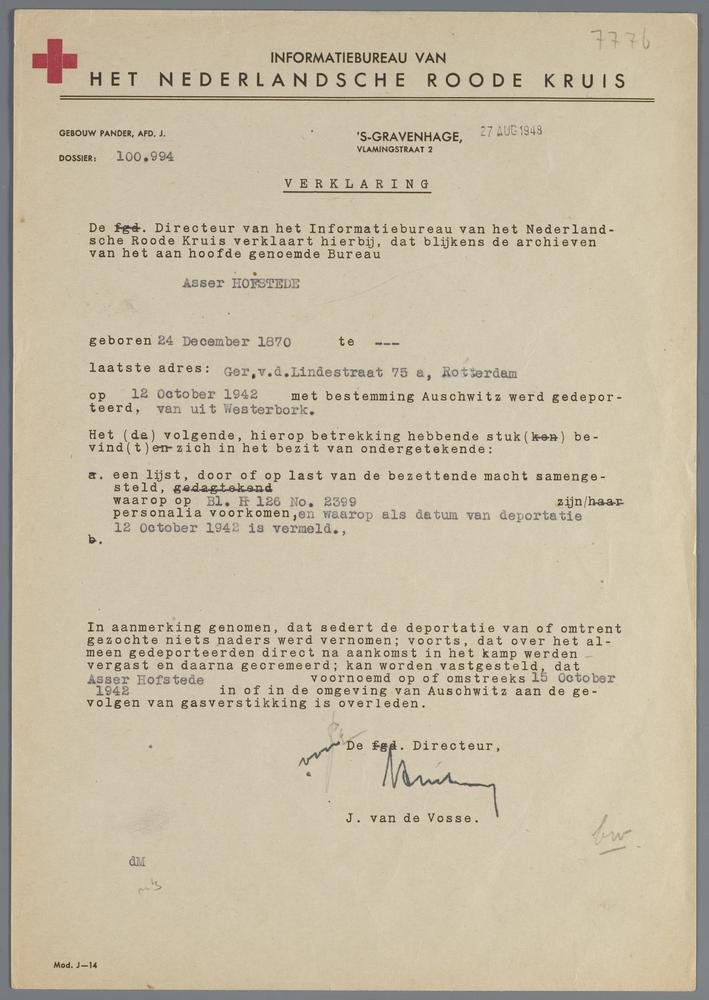 7776
INFORMATIEBUREAU VAN
HET NEDERLANDSCHE ROODE KRUIS
GEBOUW PANDER, AFD. J.
'S-GRAVENHAGE, 27 AUG 1948
VLAMINGSTRAAT 2
DOSSIER: 100.994
VERKLARING
De fgd. Directeur van het Informatiebureau van het Nederland-
sche Roode Kruis verklaart hierbij, dat blijkens de archieven
van het aan hoofde genoemde Bureau
Asser HOFSTEDE
geboren 24 December 1870 te ---
laatste adres: Ger.v.d.Lindestraat 75 a, Rotterdam
op 12 October 1942 met bestemming Auschwitz werd gedepor-
teerd, van uit Westerbork.
Het (de) volgende, hierop betrekking hebbende stuk(ken) be-
vind(t)en zich in het bezit van ondergetekende:
a. een lijst, door of op last van de bezettende macht samenge-
steld, gedagtekend
waarop op Bl. H 126 No. 2399 zijn/haar
personalia voorkomen, en waarop als datum van deportatie
12 October 1942 is vermeld.,
b.
In aanmerking genomen, dat sedert de deportatie van of omtrent
gezochte niets naders werd vernomen; voorts, dat over het al-
meen gedeporteerden direct na aankomst in het kamp werden
vergast en daarna gecremeerd; kan worden vastgesteld, dat
Asser Hofstede voornoemd op of omstreeks 15 October
1942 in of in de omgeving van Auschwitz aan de ge-
volgen van gasverstikking is overleden.
voor De fgd. Directeur,
J. van de Vosse.
bw
dM
Mod. J—14